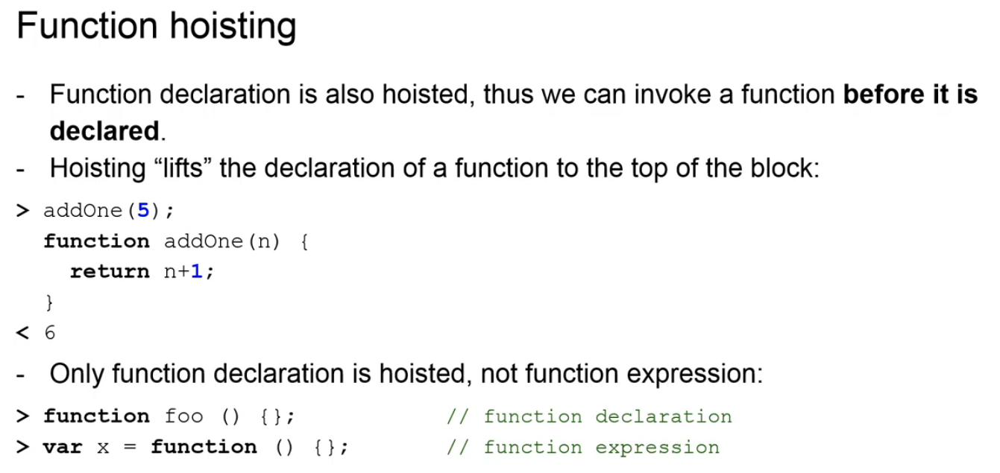 Function hoisting
- Function declaration is also hoisted, thus we can invoke a function before it is
declared.
- Hoisting “lifts” the declaration of a function to the top of the block:
> addOne(5);
function addOne(n) {
return n+1;
}
< 6
- Only function declaration is hoisted, not function expression:
> function foo () {}; // function declaration
> var x = function () {}; // function expression